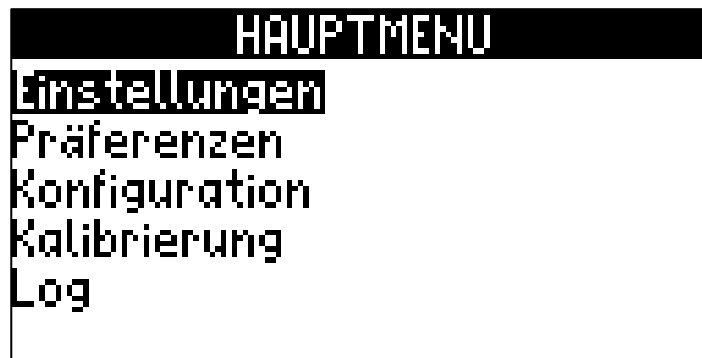 HAUPTMENU
Einstellungen
Präferenzen
Konfiguration
Kalibrierung
Log